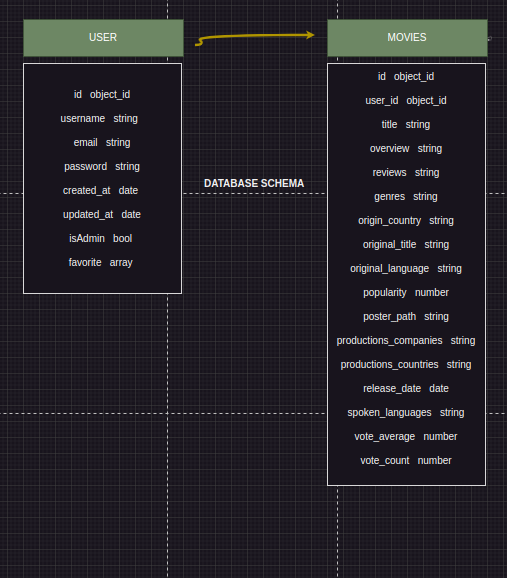 USER
id object_id
username string
email string
password string
created_at date
updated_at date
isAdmin bool
favorite array
DATABASE SCHEMA
MOVIES
id object_id
user_id object_id
title string
overview string
reviews string
genres string
origin_country string
original_title string
original_language string
popularity number
poster_path string
productions_companies string
productions_countries string
release_date date
spoken_languages string
vote_average number
vote_count number